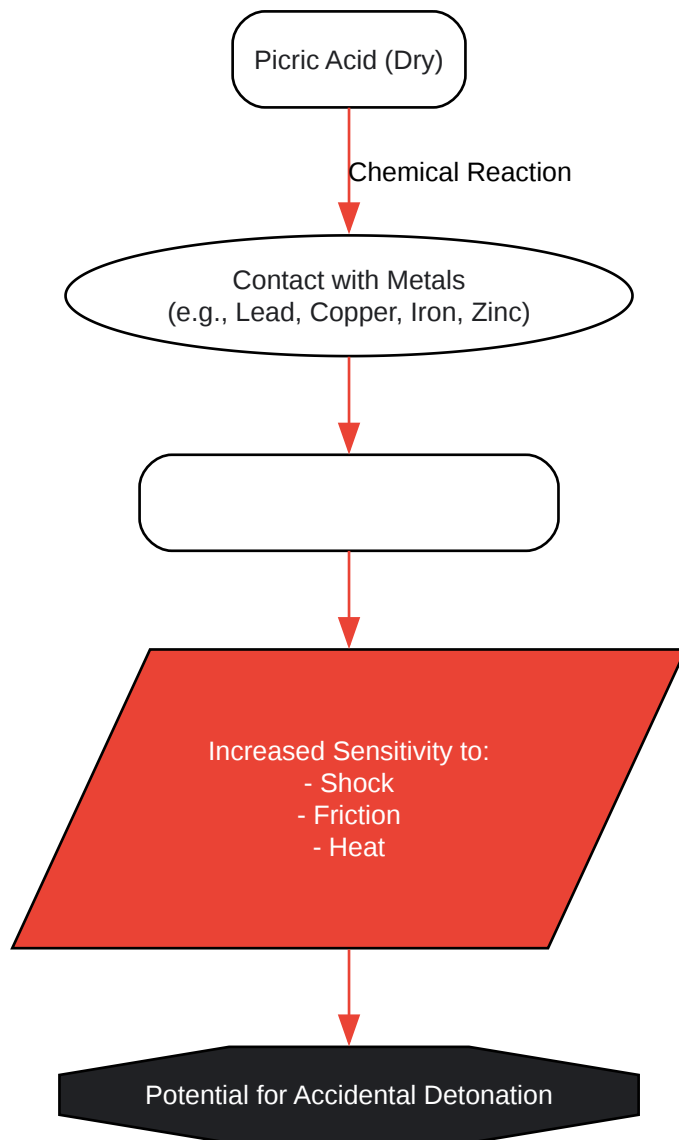 Picric Acid (Dry)
Chemical Reaction
Contact with Metals
(e.g., Lead, Copper, Iron, Zinc)
Increased Sensitivity to:
- Shock
- Friction
- Heat
Potential for Accidental Detonation